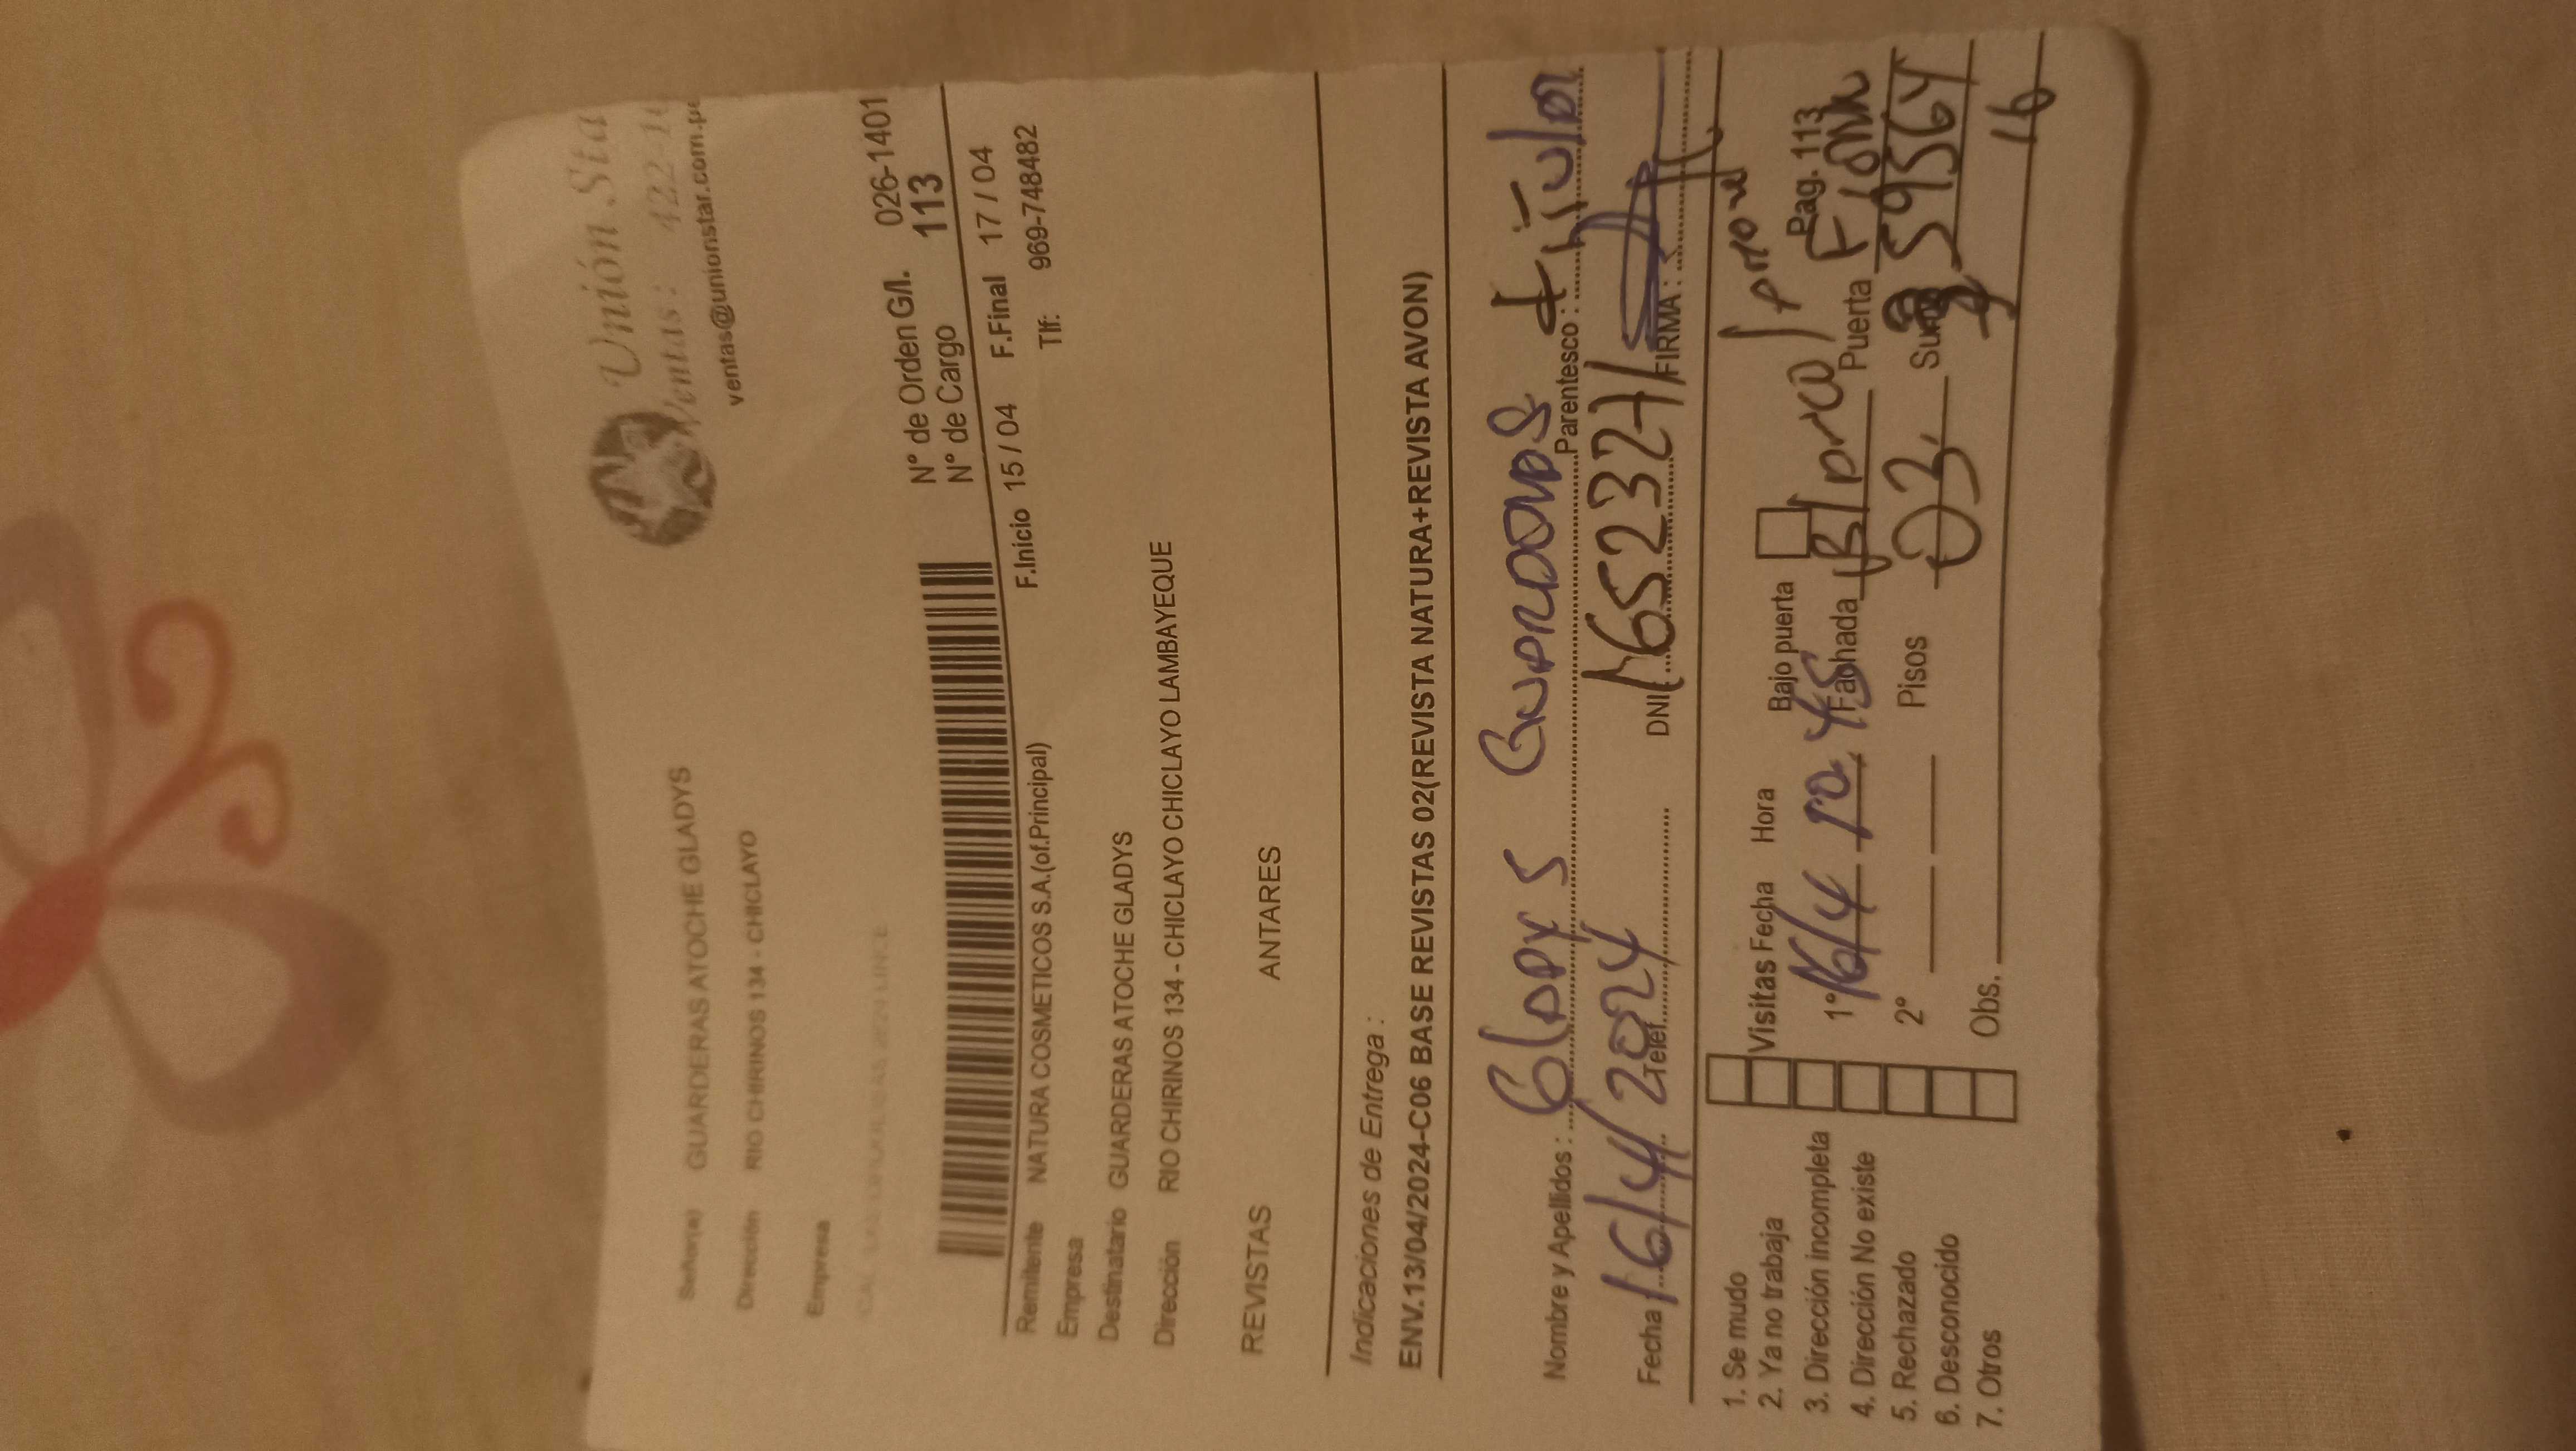 Unión Sta
Ventas: 422-1
ventas@unionstar.com.pe
Señor(a) GUARDERAS ATOCHE GLADYS
Dirección RIO CHIRINOS 134 - CHICLAYO
Empresa
N° de Orden G/I. 026-1401
N° de Cargo 113
F.Inicio 15 / 04 F.Final 17 / 04
Remitente NATURA COSMETICOS S.A.(of.Principal)
Tlf: 969-748482
Empresa
Destinatario GUARDERAS ATOCHE GLADYS
Dirección RIO CHIRINOS 134 - CHICLAYO CHICLAYO LAMBAYEQUE
REVISTAS ANTARES
Indicaciones de Entrega :
ENV.13/04/2024-C06 BASE REVISTAS 02(REVISTA NATURA+REVISTA AVON)
Nombre y Apellidos : Gladys Guarderas Parentesco : titular
Fecha 16/4/2024 Telef. DNI 16523271 FIRMA :
1. Se mudo
2. Ya no trabaja
3. Dirección incompleta
4. Dirección No existe
5. Rechazado
6. Desconocido
7. Otros
Visitas Fecha Hora Bajo puerta
Pag. 113
1° 16/4 10 45 Fachada Puerta
2° Pisos 03 Sum 59564
Obs. 16